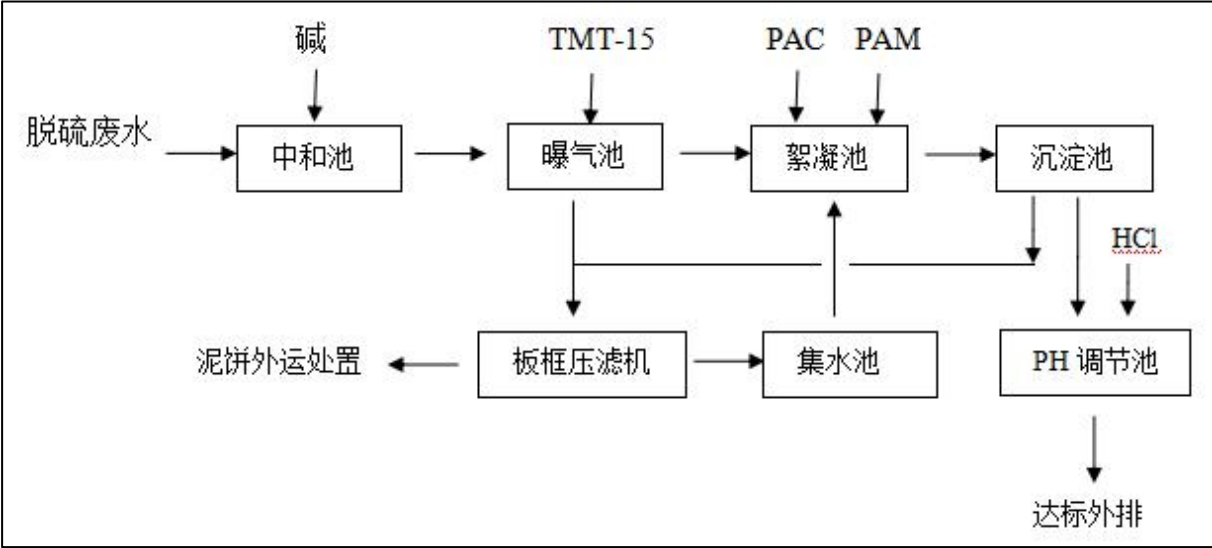 碱 TMT-15 PAC PAM
脱硫废水
中和池 曝气池 絮凝池 沉淀池
HCl
泥饼外运处置 板框压滤机 集水池 PH 调节池
达标外排